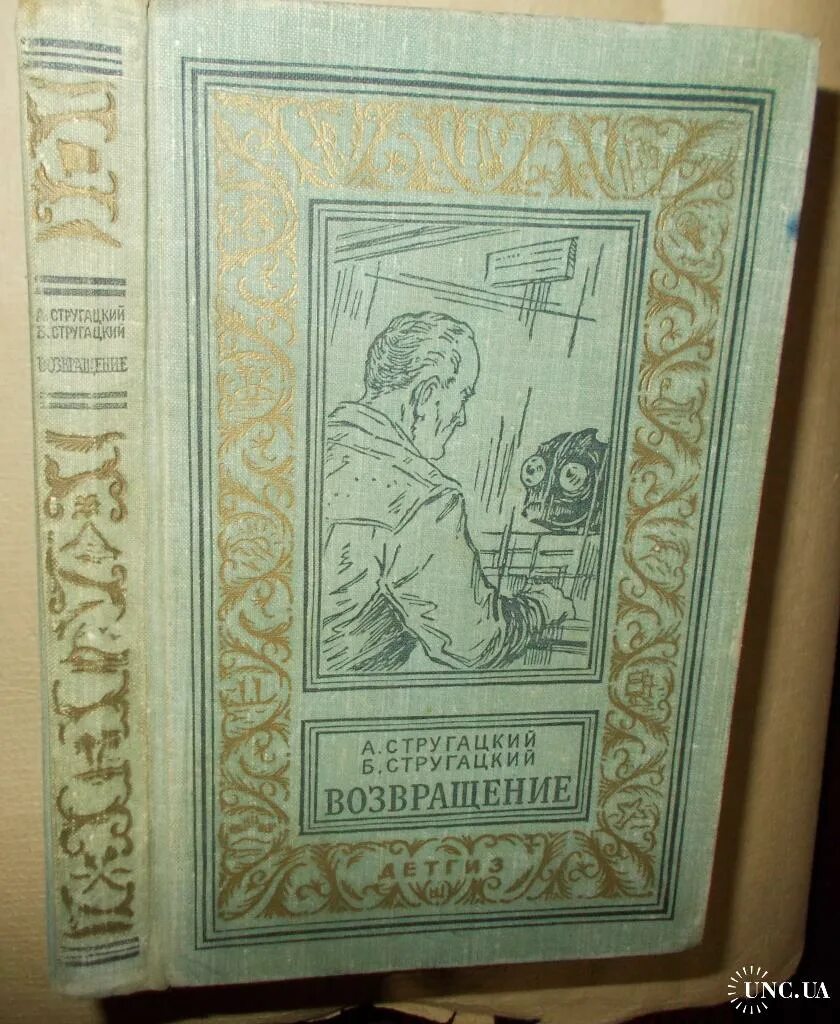 А. СТРУГАЦКИЙ
Б. СТРУГАЦКИЙ
ВОЗВРАЩЕНИЕ
А. СТРУГАЦКИЙ
Б. СТРУГАЦКИЙ
ВОЗВРАЩЕНИЕ
ДЕТГИЗ
UNC.UA